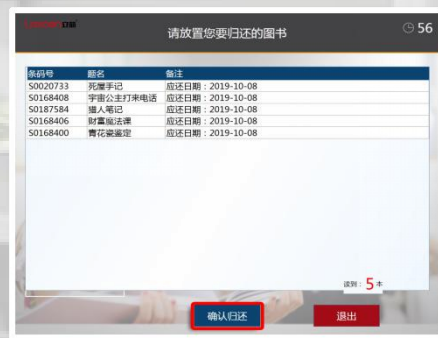 请放置您要归还的图书
56
条码号 题名 备注
S0020733 死屋手记 应还日期：2019-10-08
S0168408 宇宙公主打来电话 应还日期：2019-10-08
S0187584 猎人笔记 应还日期：2019-10-08
S0168406 财富魔法课 应还日期：2019-10-08
S0168400 青花瓷鉴定 应还日期：2019-10-08
读到：5本
确认归还 退出